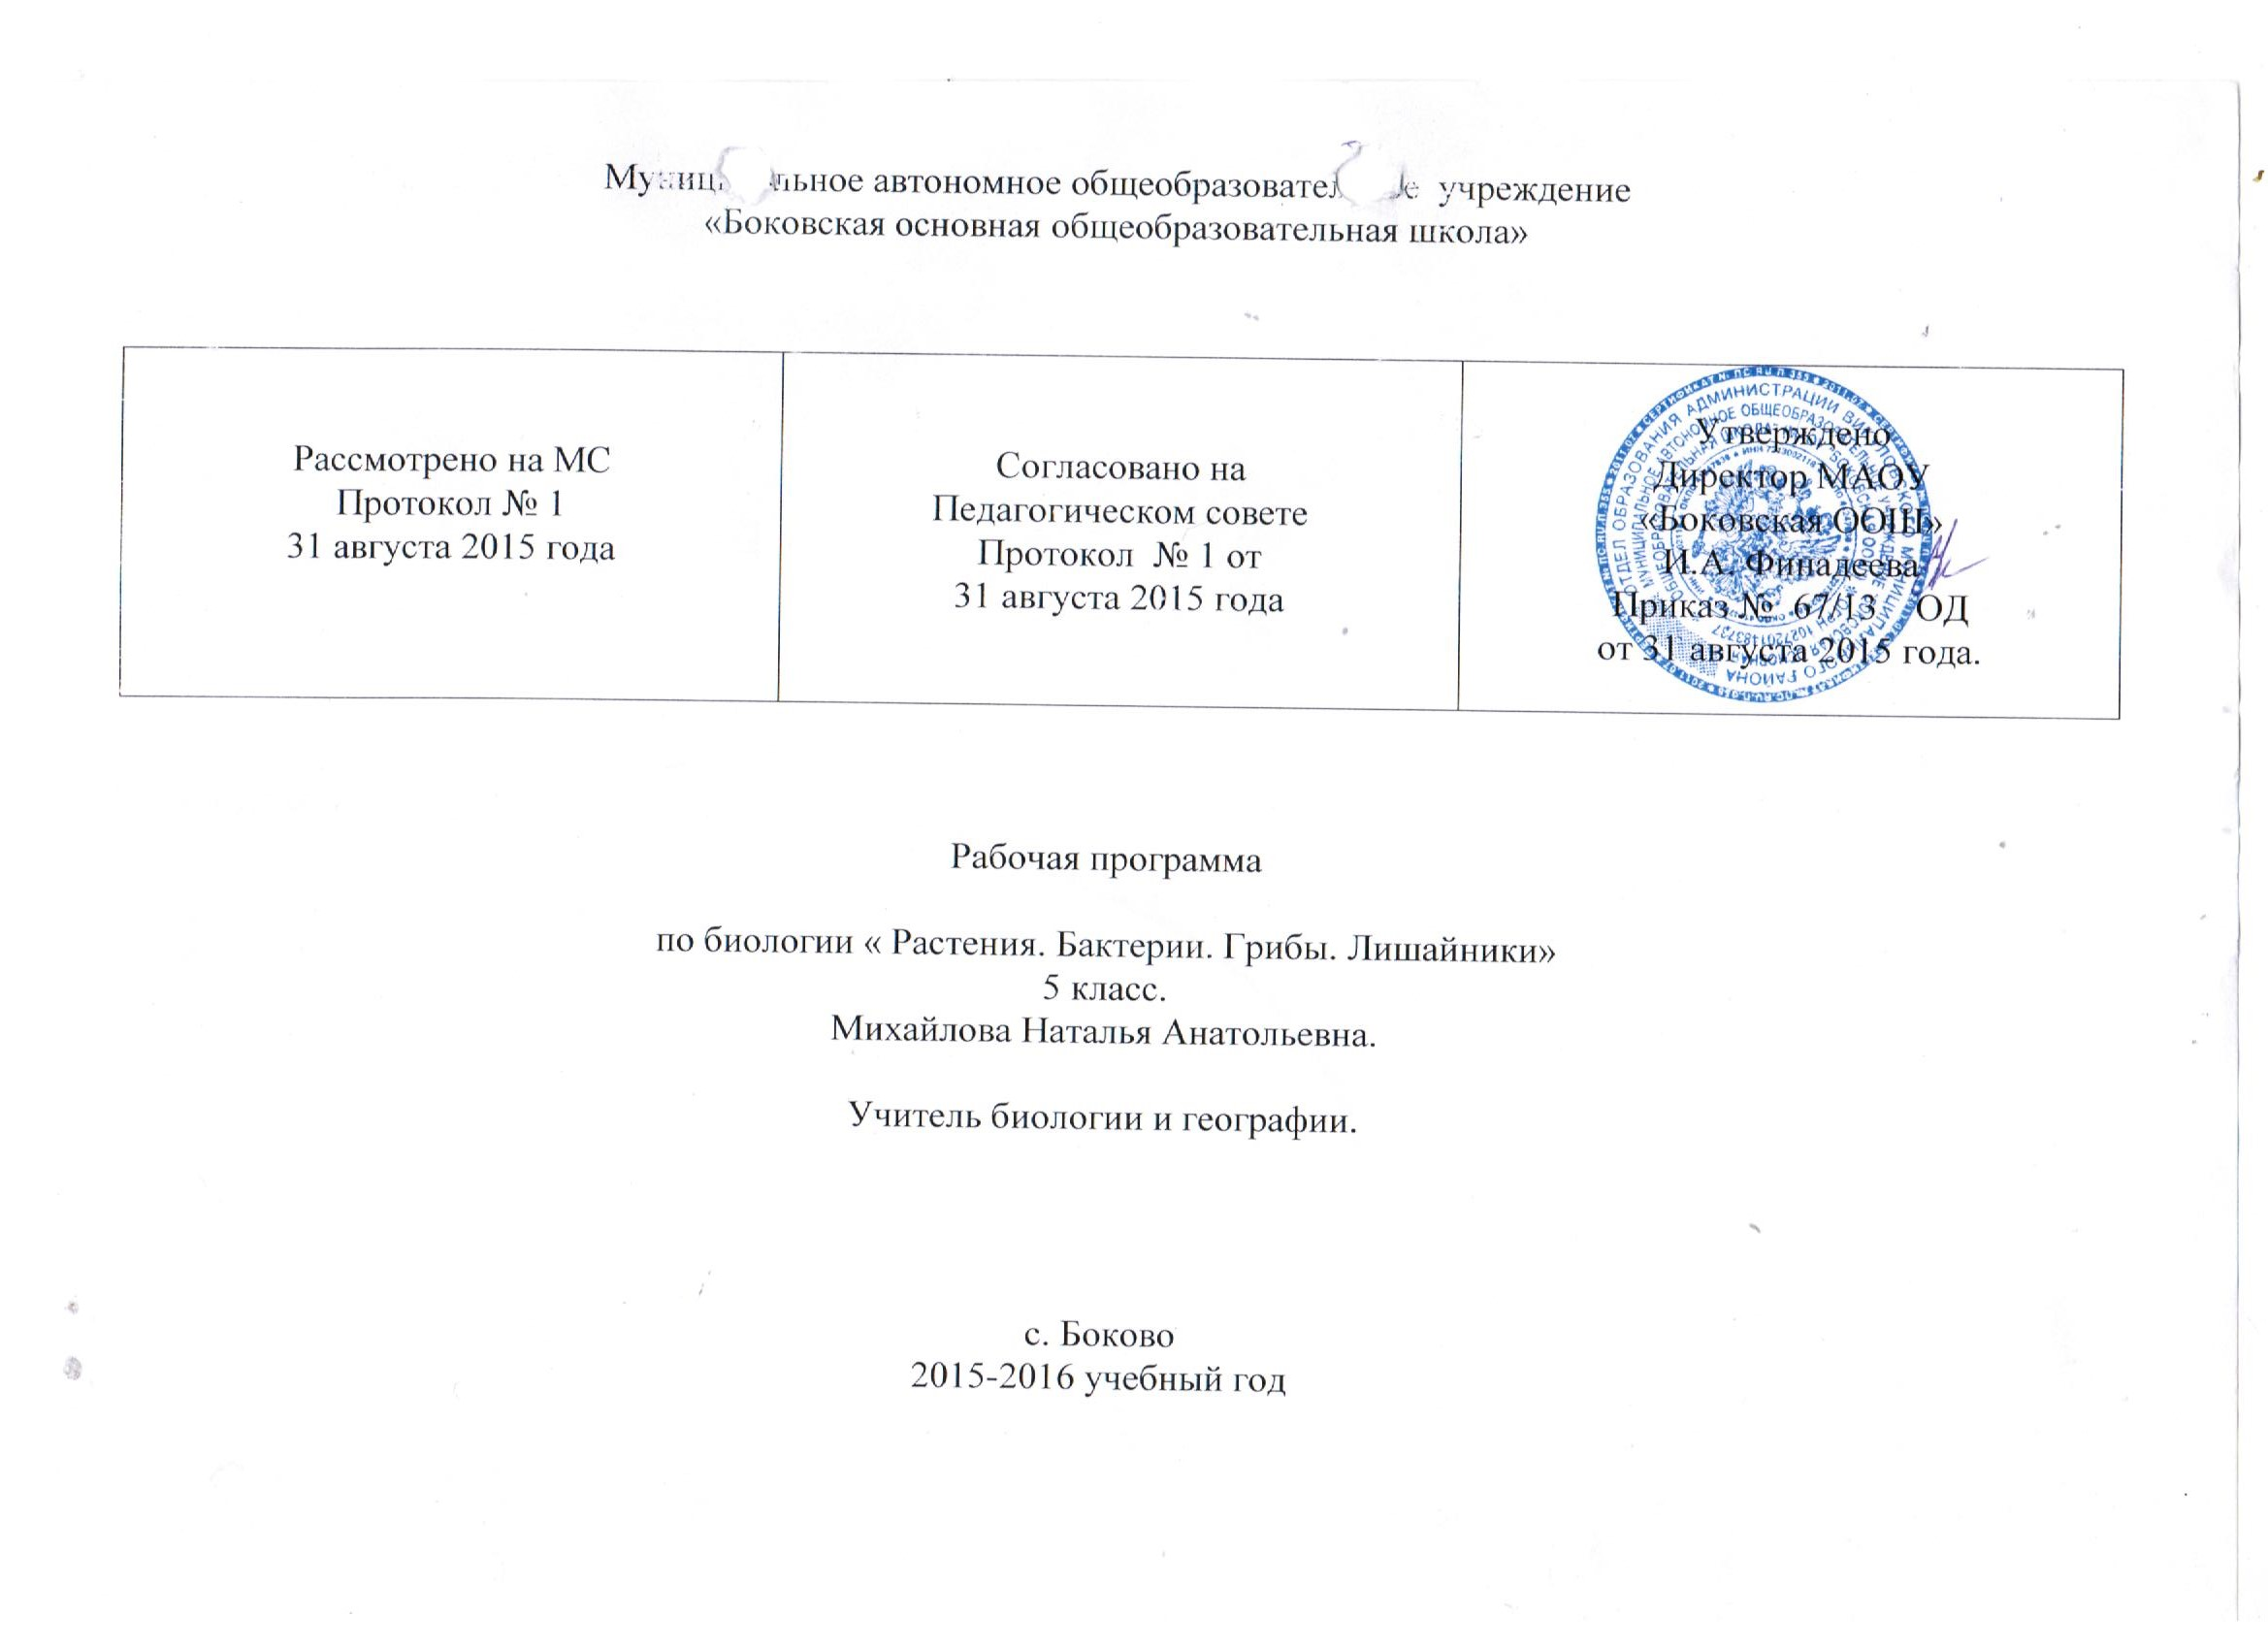 Муниципальное автономное общеобразовательное учреждение
«Боковская основная общеобразовательная школа»
Рассмотрено на МС
Протокол № 1
31 августа 2015 года
Согласовано на
Педагогическом совете
Протокол № 1 от
31 августа 2015 года
Утверждено
Директор МАОУ
«Боковская ООШ»
И.А. Финадеева
Приказ № 67/13 ОД
от 31 августа 2015 года.
Рабочая программа
по биологии « Растения. Бактерии. Грибы. Лишайники»
5 класс.
Михайлова Наталья Анатольевна.
Учитель биологии и географии.
с. Боково
2015-2016 учебный год